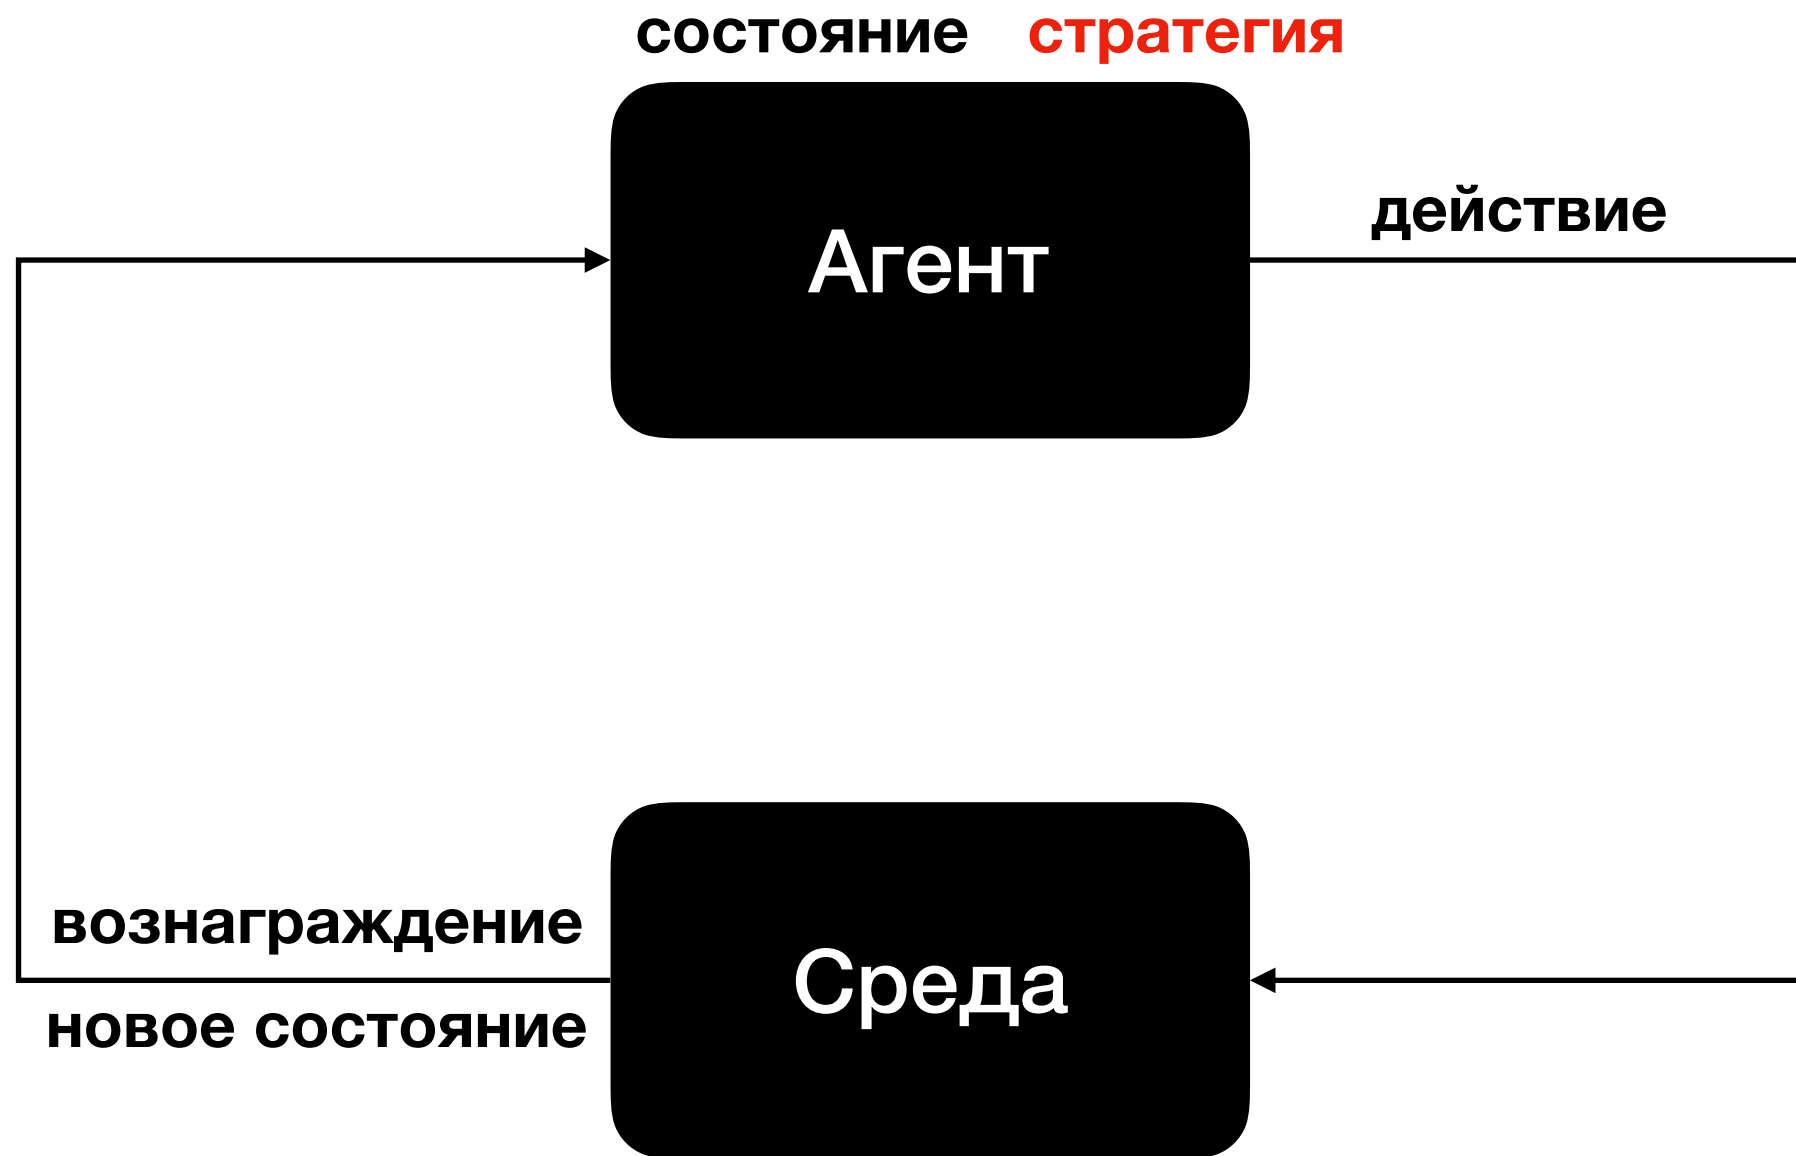 состояние стратегия
действие
Агент
вознаграждение
Среда
новое состояние